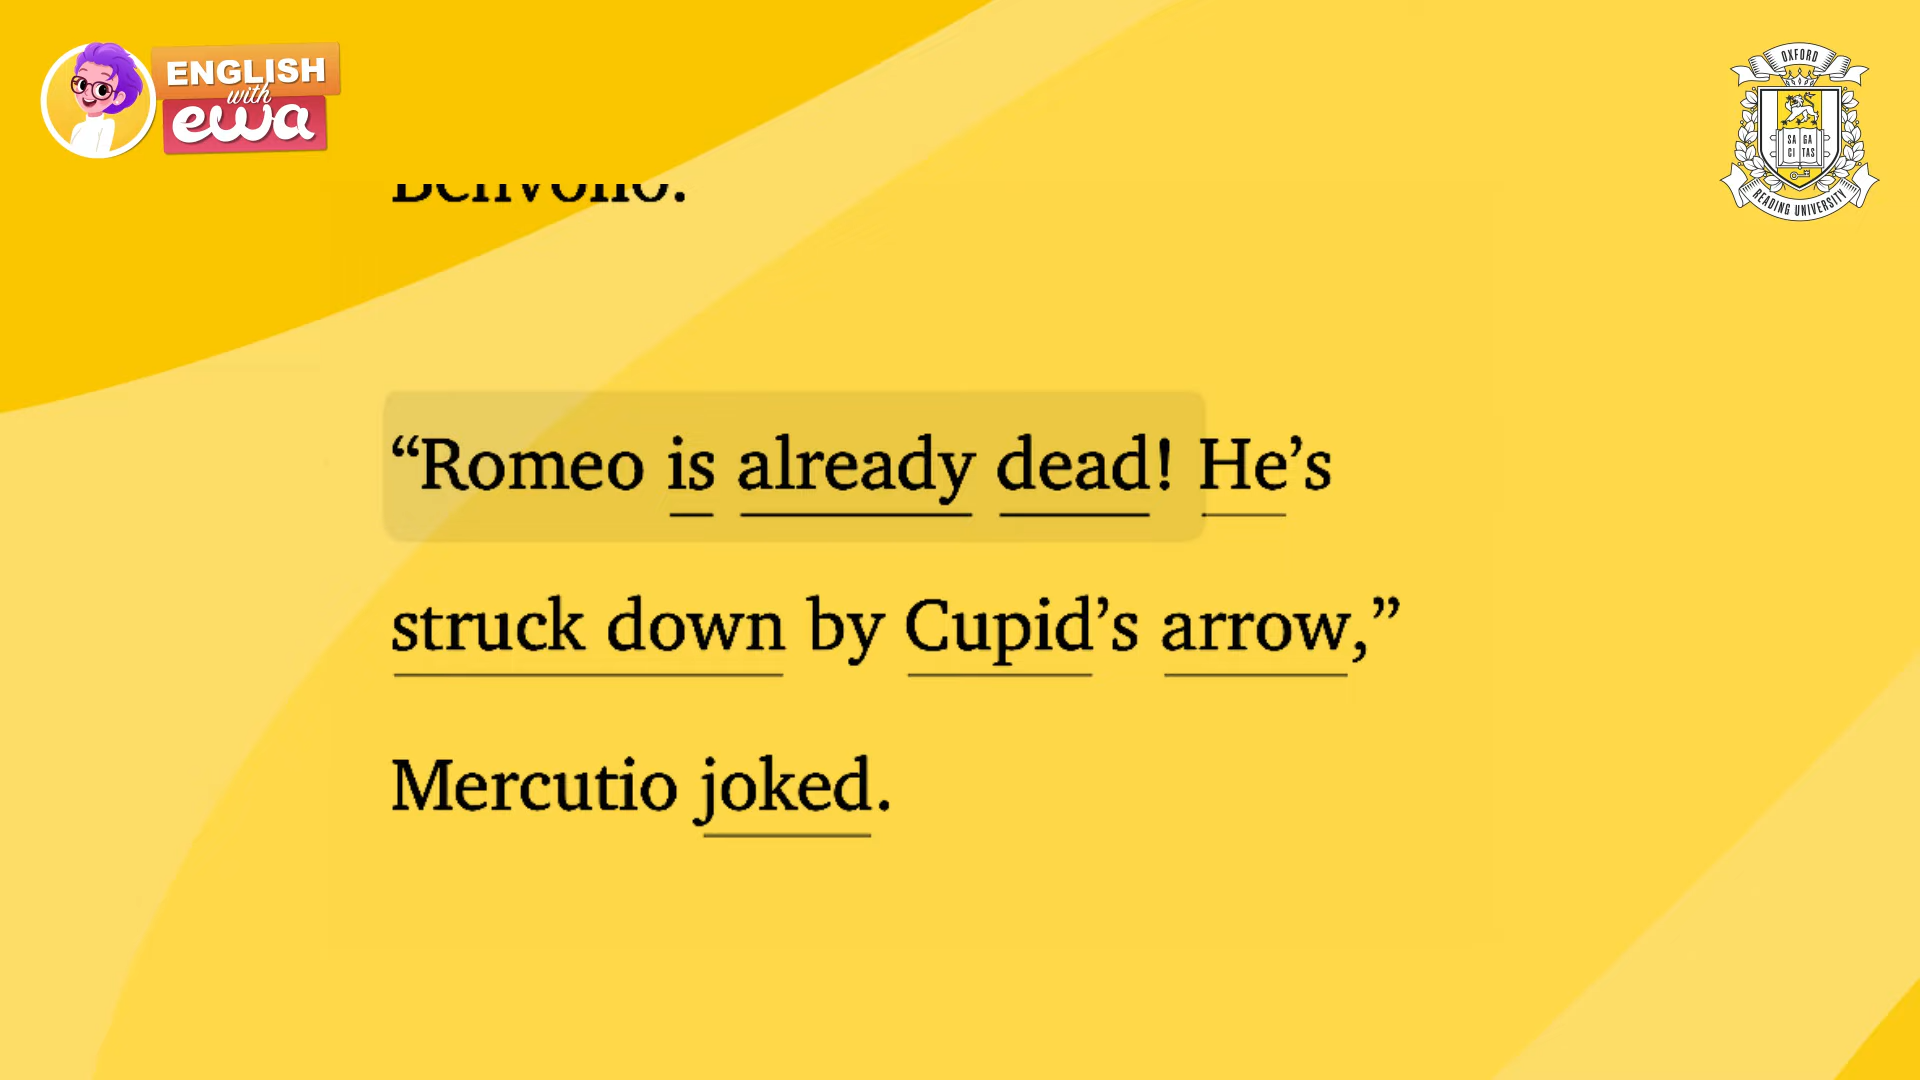 ENGLISH
with
ewa
OXFORD
SA GA
CI TAS
READING UNIVERSITY
Benvolio.
“Romeo is already dead! He’s
struck down by Cupid’s arrow,”
Mercutio joked.